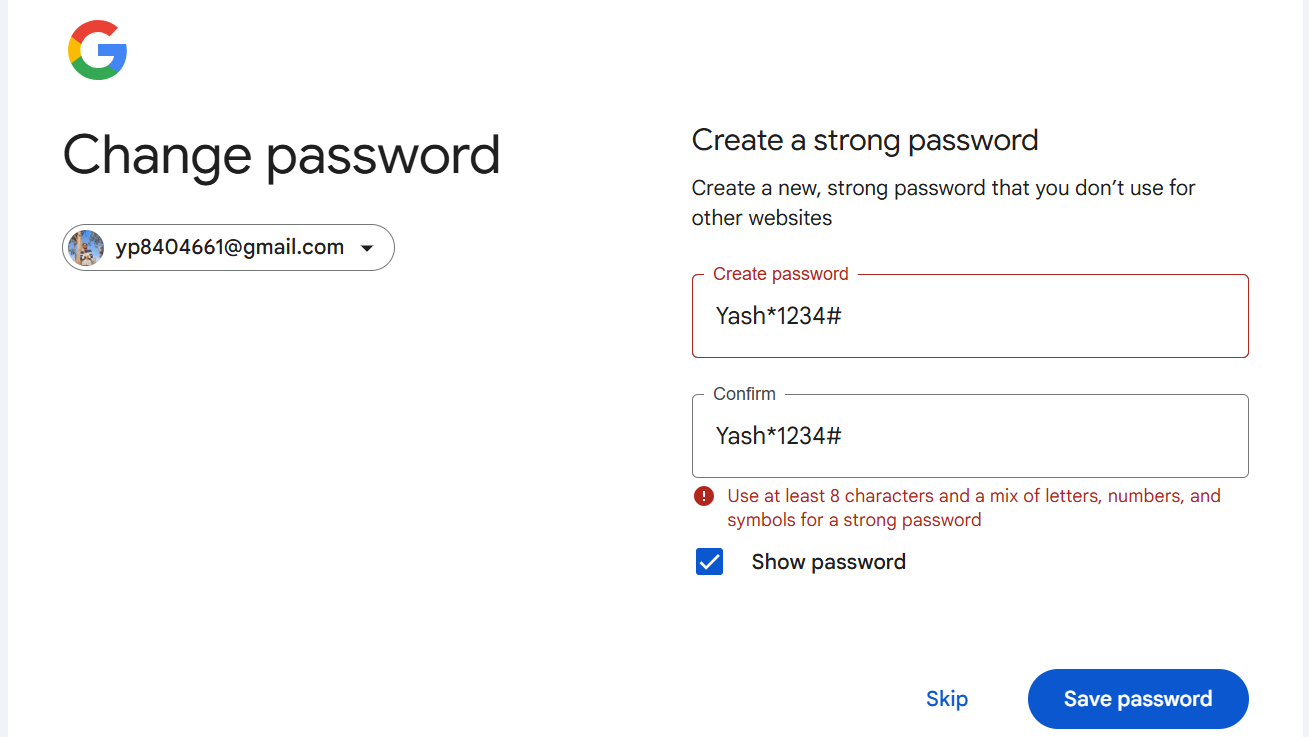 Change password
yp8404661@gmail.com
Create a strong password
Create a new, strong password that you don’t use for
other websites
Create password
Yash*1234#
Confirm
Yash*1234#
Use at least 8 characters and a mix of letters, numbers, and
symbols for a strong password
Show password
Skip
Save password